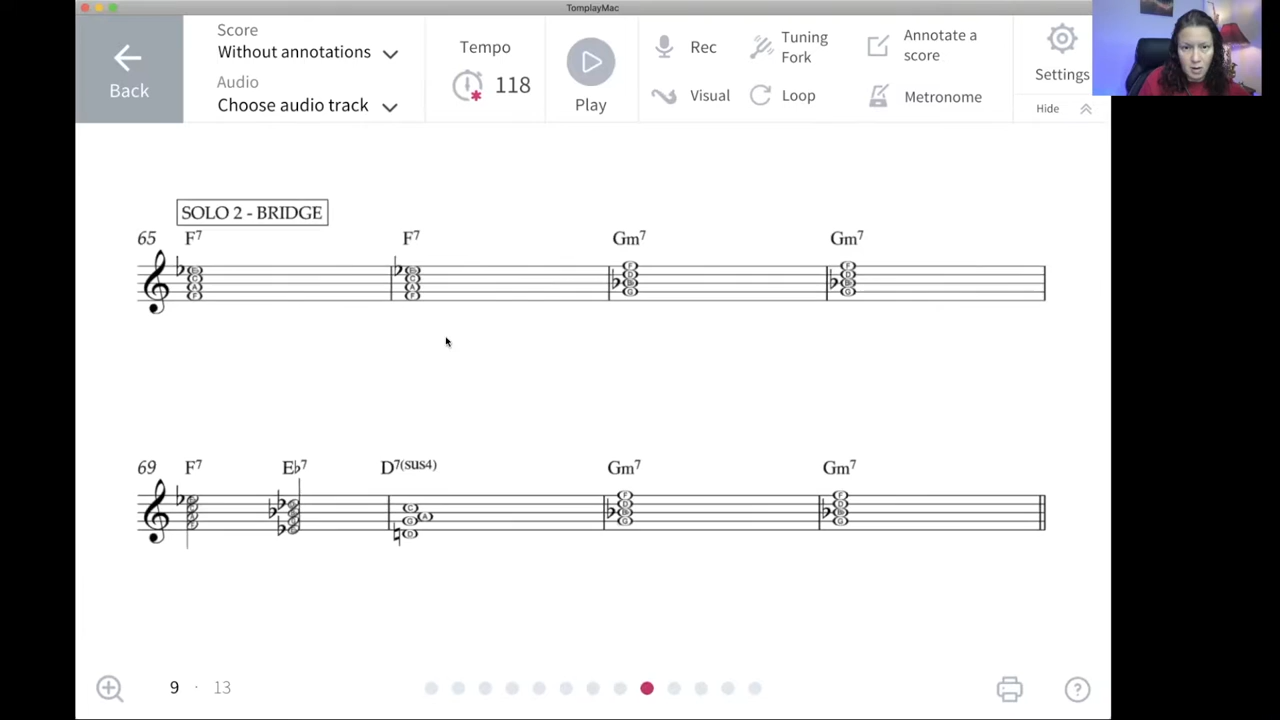 TomplayMac
Back
Score
Without annotations
Audio
Choose audio track
Tempo
118
Play
Rec
Visual
Tuning
Fork
Loop
Annotate a
score
Metronome
Settings
Hide
SOLO 2 - BRIDGE
65 F7 F7 Gm7 Gm7
69 F7 E♭7 D7(sus4) Gm7 Gm7
9 · 13
?